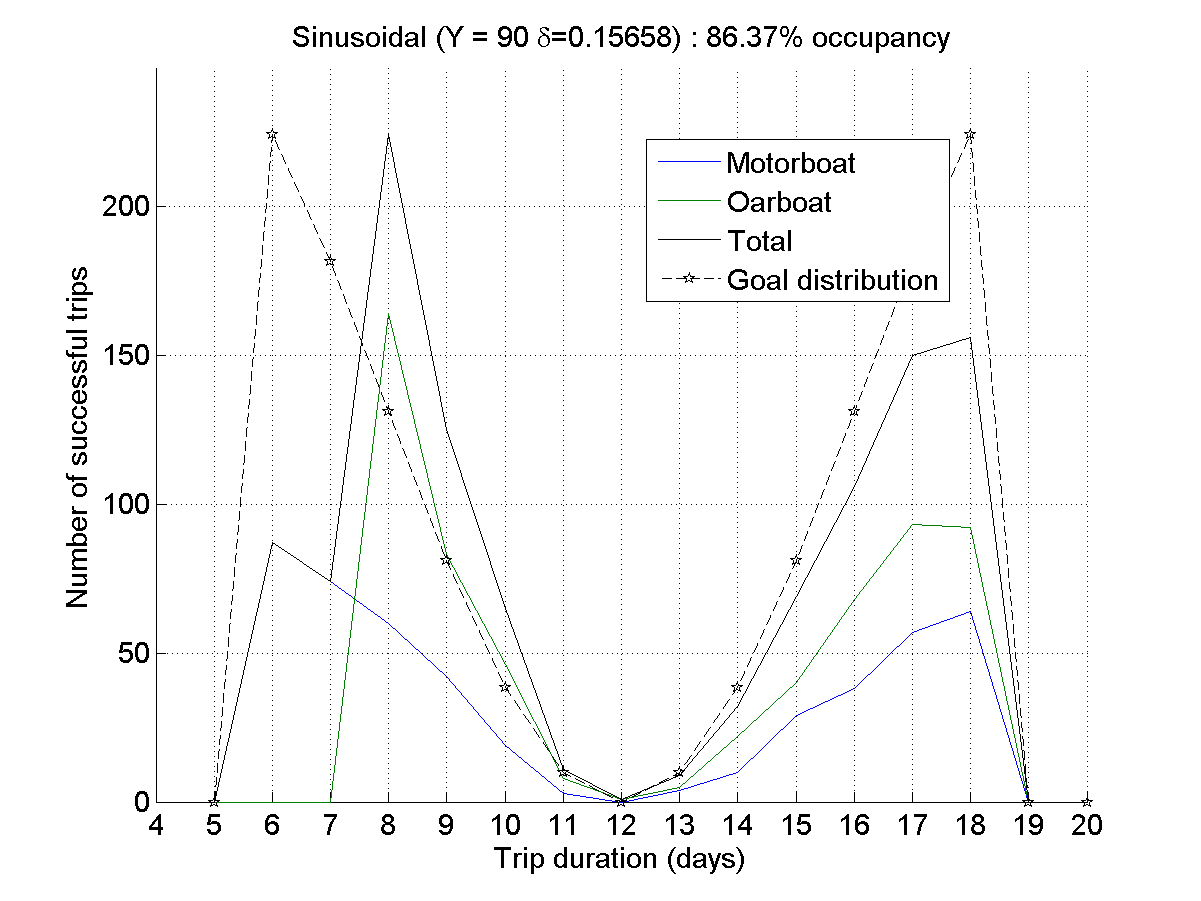 Sinusoidal (Y = 90 δ=0.15658) : 86.37% occupancy
Number of successful trips
200
150
100
50
0
Motorboat
Oarboat
Total
Goal distribution
4 5 6 7 8 9 10 11 12 13 14 15 16 17 18 19 20
Trip duration (days)